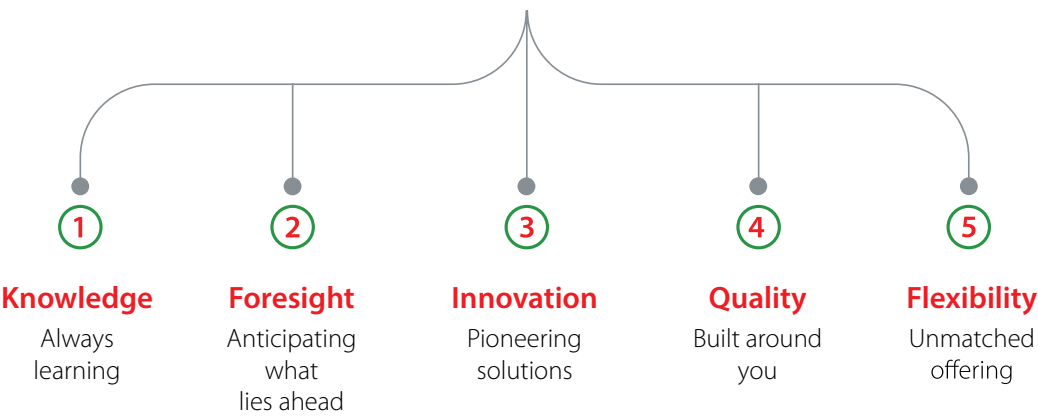 1
Knowledge
Always
learning
2
Foresight
Anticipating
what
lies ahead
3
Innovation
Pioneering
solutions
4
Quality
Built around
you
5
Flexibility
Unmatched
offering